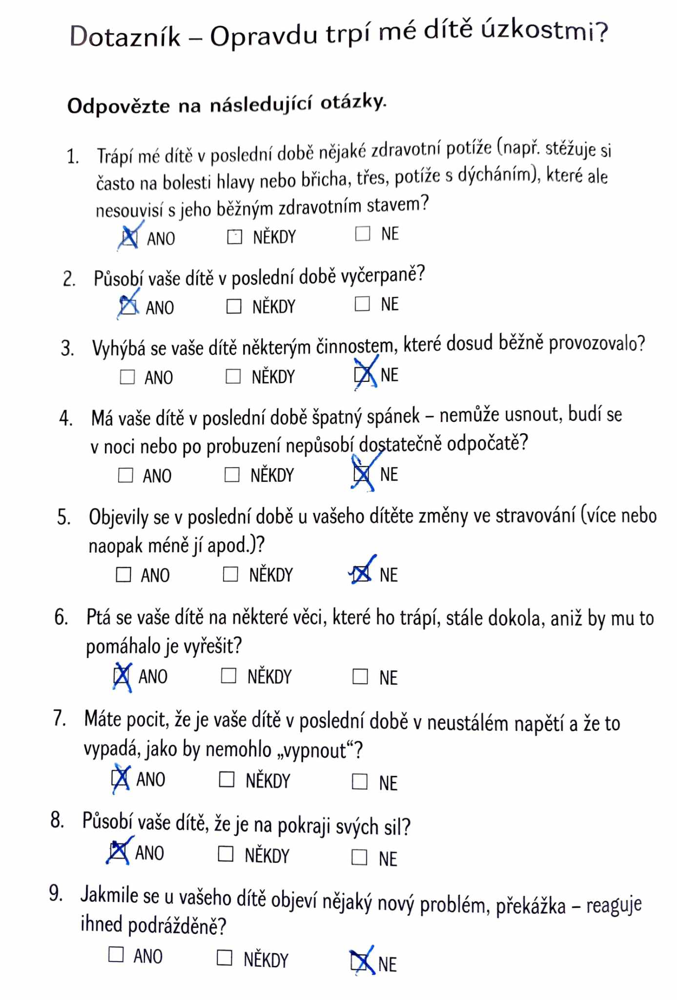 Dotazník – Opravdu trpí mé dítě úzkostmi?
Odpovězte na následující otázky.
1. Trápí mé dítě v poslední době nějaké zdravotní potíže (např. stěžuje si
často na bolesti hlavy nebo břicha, třes, potíže s dýcháním), které ale
nesouvisí s jeho běžným zdravotním stavem?
☒ ANO ☐ NĚKDY ☐ NE
2. Působí vaše dítě v poslední době vyčerpaně?
☒ ANO ☐ NĚKDY ☐ NE
3. Vyhýbá se vaše dítě některým činnostem, které dosud běžně provozovalo?
☐ ANO ☐ NĚKDY ☒ NE
4. Má vaše dítě v poslední době špatný spánek – nemůže usnout, budí se
v noci nebo po probuzení nepůsobí dostatečně odpočatě?
☐ ANO ☐ NĚKDY ☒ NE
5. Objevily se v poslední době u vašeho dítěte změny ve stravování (více nebo
naopak méně jí apod.)?
☐ ANO ☐ NĚKDY ☒ NE
6. Ptá se vaše dítě na některé věci, které ho trápí, stále dokola, aniž by mu to
pomáhalo je vyřešit?
☒ ANO ☐ NĚKDY ☐ NE
7. Máte pocit, že je vaše dítě v poslední době v neustálém napětí a že to
vypadá, jako by nemohlo „vypnout“?
☒ ANO ☐ NĚKDY ☐ NE
8. Působí vaše dítě, že je na pokraji svých sil?
☒ ANO ☐ NĚKDY ☐ NE
9. Jakmile se u vašeho dítě objeví nějaký nový problém, překážka – reaguje
ihned podrážděně?
☐ ANO ☐ NĚKDY ☒ NE